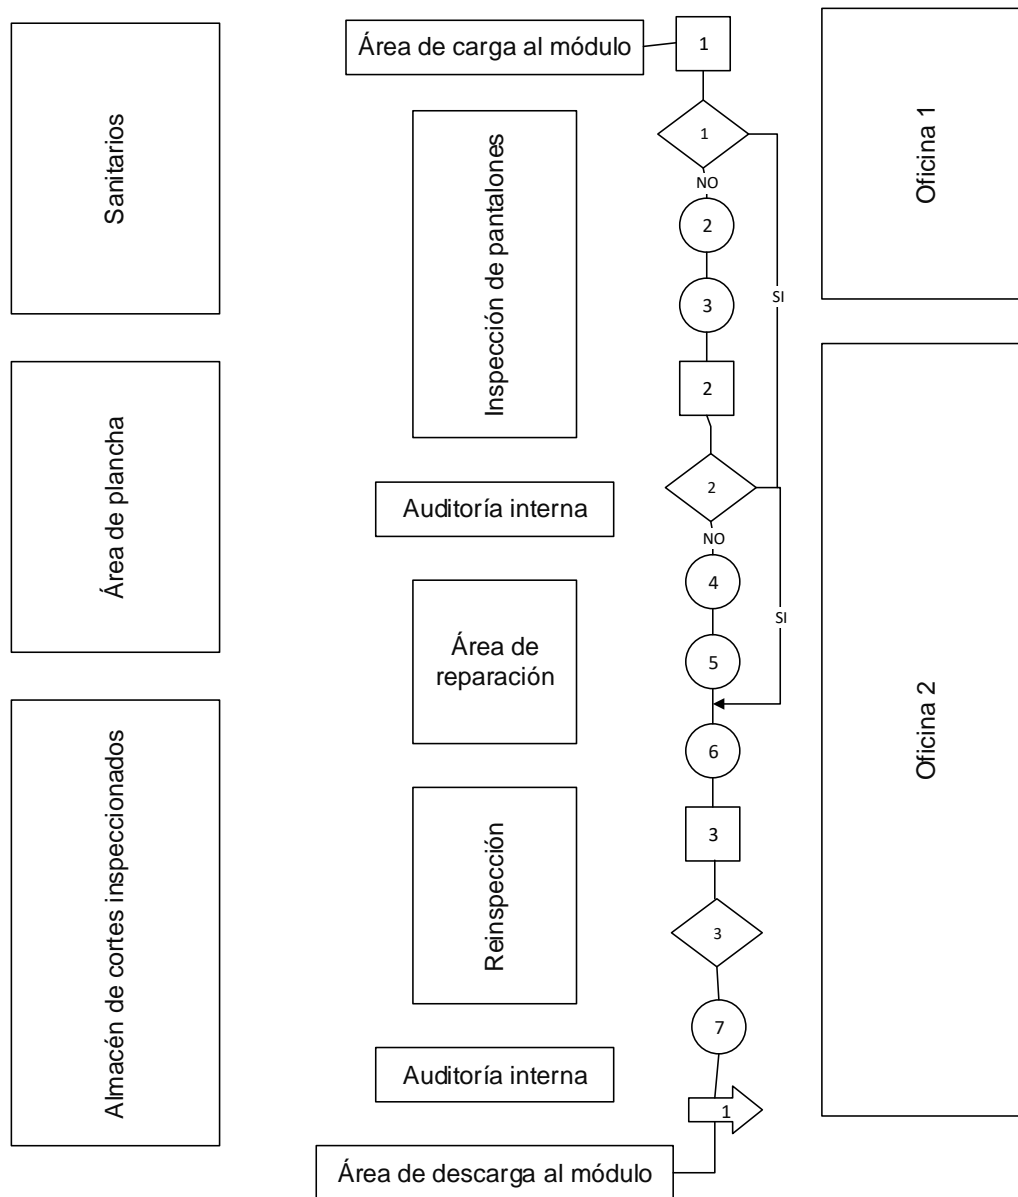 Área de carga al módulo
1
Sanitarios
Inspección de pantalones
Oficina 1
1
NO
2
3
SI
2
Área de plancha
2
Auditoría interna
NO
4
SI
Área de
reparación
5
Oficina 2
6
Almacén de cortes inspeccionados
Reinspección
3
3
7
Auditoría interna
1
Área de descarga al módulo